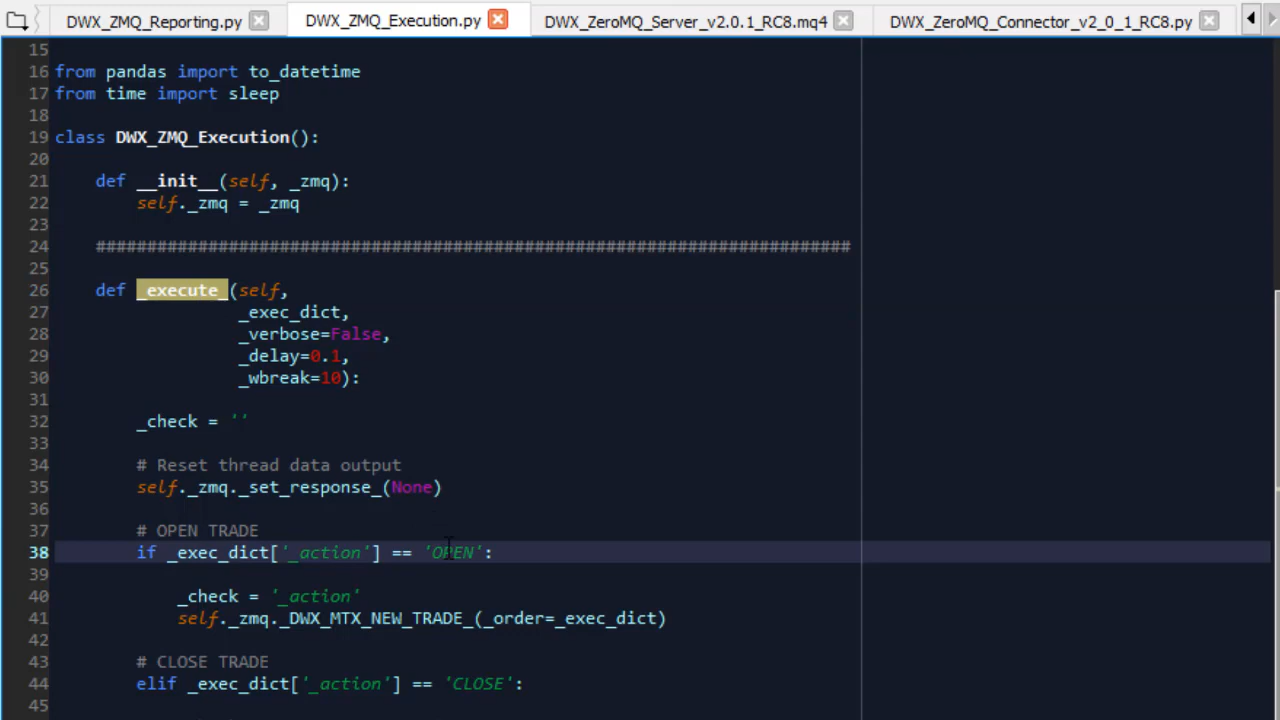 DWX_ZMQ_Reporting.py DWX_ZMQ_Execution.py DWX_ZeroMQ_Server_v2.0.1_RC8.mq4 DWX_ZeroMQ_Connector_v2_0_1_RC8.py
15
16 from pandas import to_datetime
17 from time import sleep
18
19 class DWX_ZMQ_Execution():
20
21     def __init__(self, _zmq):
22         self._zmq = _zmq
23
24     ##########################################################################
25
26     def _execute_(self,
27                   _exec_dict,
28                   _verbose=False,
29                   _delay=0.1,
30                   _wbreak=10):
31
32         _check = ''
33
34         # Reset thread data output
35         self._zmq._set_response_(None)
36
37         # OPEN TRADE
38         if _exec_dict['_action'] == 'OPEN':
39
40             _check = '_action'
41             self._zmq._DWX_MTX_NEW_TRADE_(_order=_exec_dict)
42
43         # CLOSE TRADE
44         elif _exec_dict['_action'] == 'CLOSE':
45